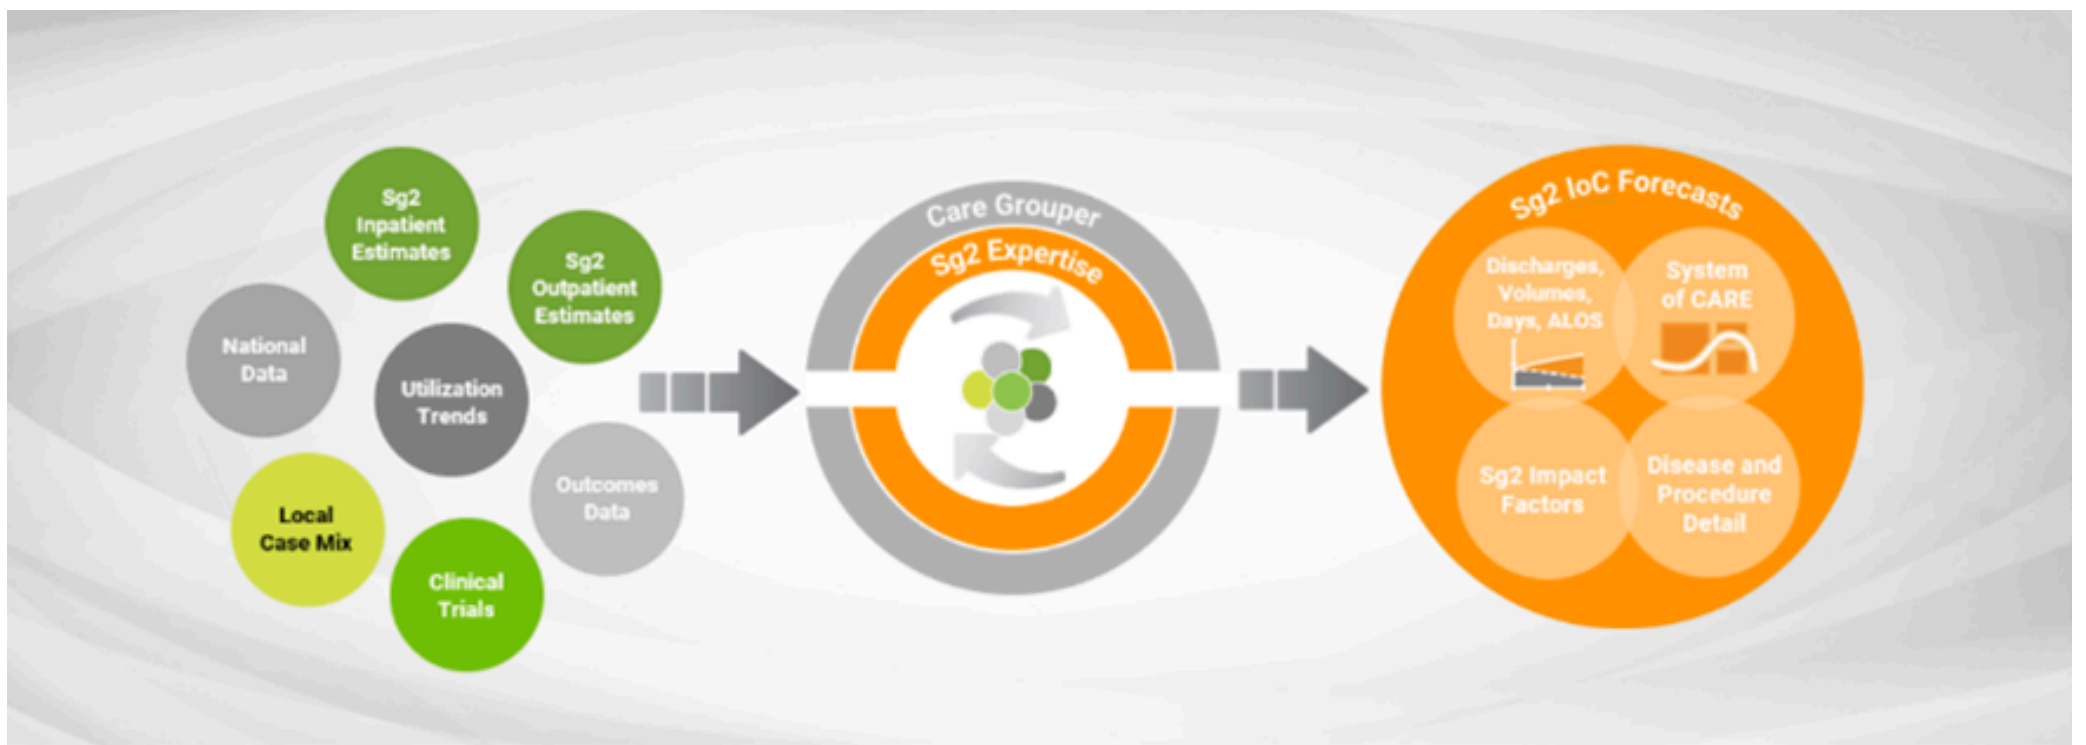 Sg2
Inpatient
Estimates
Sg2
Outpatient
Estimates
National
Data
Utilization
Trends
Outcomes
Data
Local
Case Mix
Clinical
Trials
Care Grouper
Sg2 Expertise
Sg2 IoC Forecasts
Discharges,
Volumes,
Days, ALOS
System
of CARE
Sg2 Impact
Factors
Disease and
Procedure
Detail